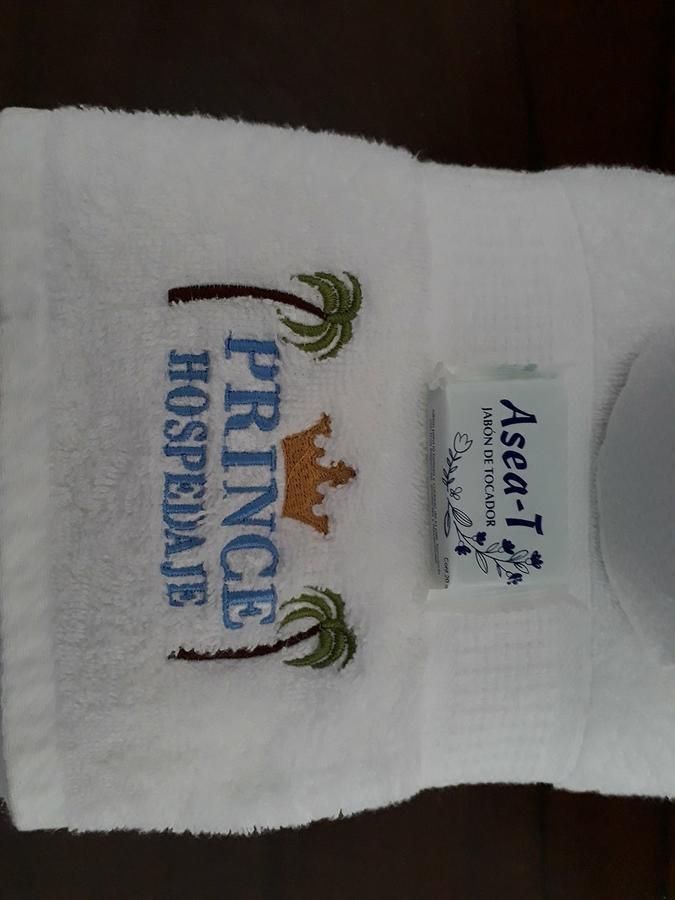 PRINCE
HOSPEDAJE
Asea-T
JABÓN DE TOCADOR